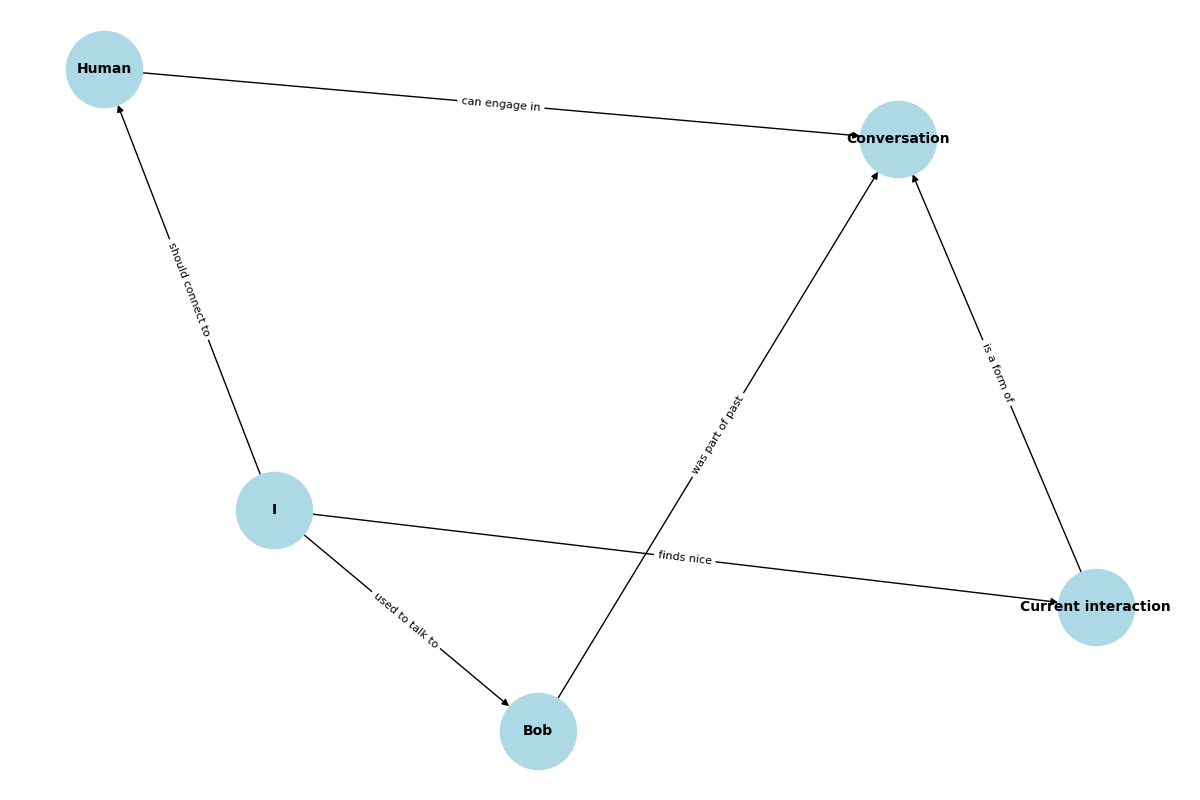 Human
can engage in
Conversation
should connect to
is a form of
was part of past
I
finds nice
used to talk to
Current interaction
Bob